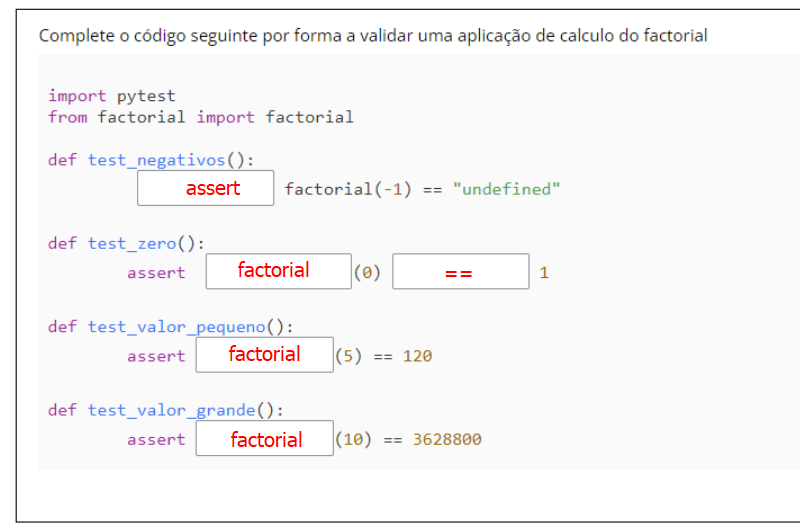 Complete o código seguinte por forma a validar uma aplicação de calculo do factorial
import pytest
from factorial import factorial
def test_negativos():
assert factorial(-1) == "undefined"
def test_zero():
assert factorial (0) == 1
def test_valor_pequeno():
assert factorial (5) == 120
def test_valor_grande():
assert factorial (10) == 3628800